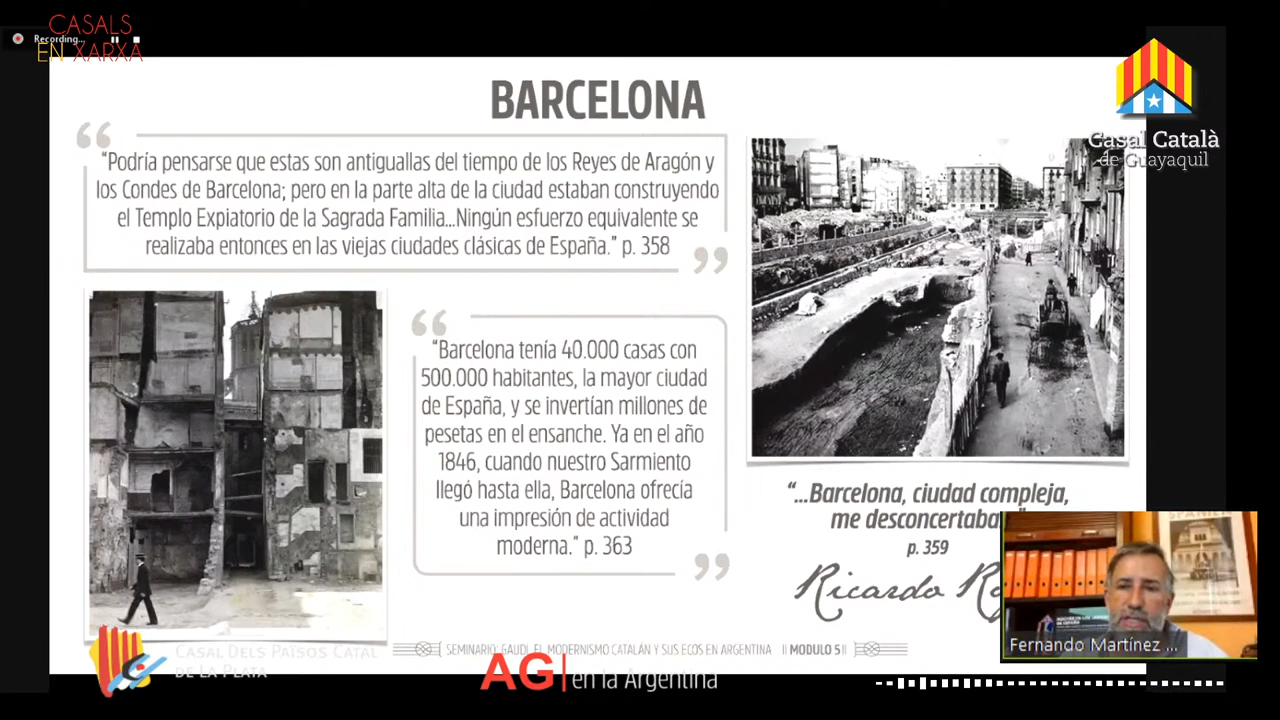 CASALS
EN XARXA
Recording...
BARCELONA
Casal Català
de Guayaquil
“Podría pensarse que estas son antiguallas del tiempo de los Reyes de Aragón y
los Condes de Barcelona; pero en la parte alta de la ciudad estaban construyendo
el Templo Expiatorio de la Sagrada Familia...Ningún esfuerzo equivalente se
realizaba entonces en las viejas ciudades clásicas de España.” p. 358
“Barcelona tenía 40.000 casas con
500.000 habitantes, la mayor ciudad
de España, y se invertían millones de
pesetas en el ensanche. Ya en el año
1846, cuando nuestro Sarmiento
llegó hasta ella, Barcelona ofrecía
una impresión de actividad
moderna.” p. 363
“...Barcelona, ciudad compleja,
me desconcertaba
p. 359
Ricardo
SPANIEN
Fernando Martínez ...
CASAL DELS PAÏSOS CATAL
DE LA PLATA
SEMINARIO: GAUDI, EL MODERNISMO CATALÁN Y SUS ECOS EN ARGENTINA || MODULO 5 ||
AG|
en la Argentina